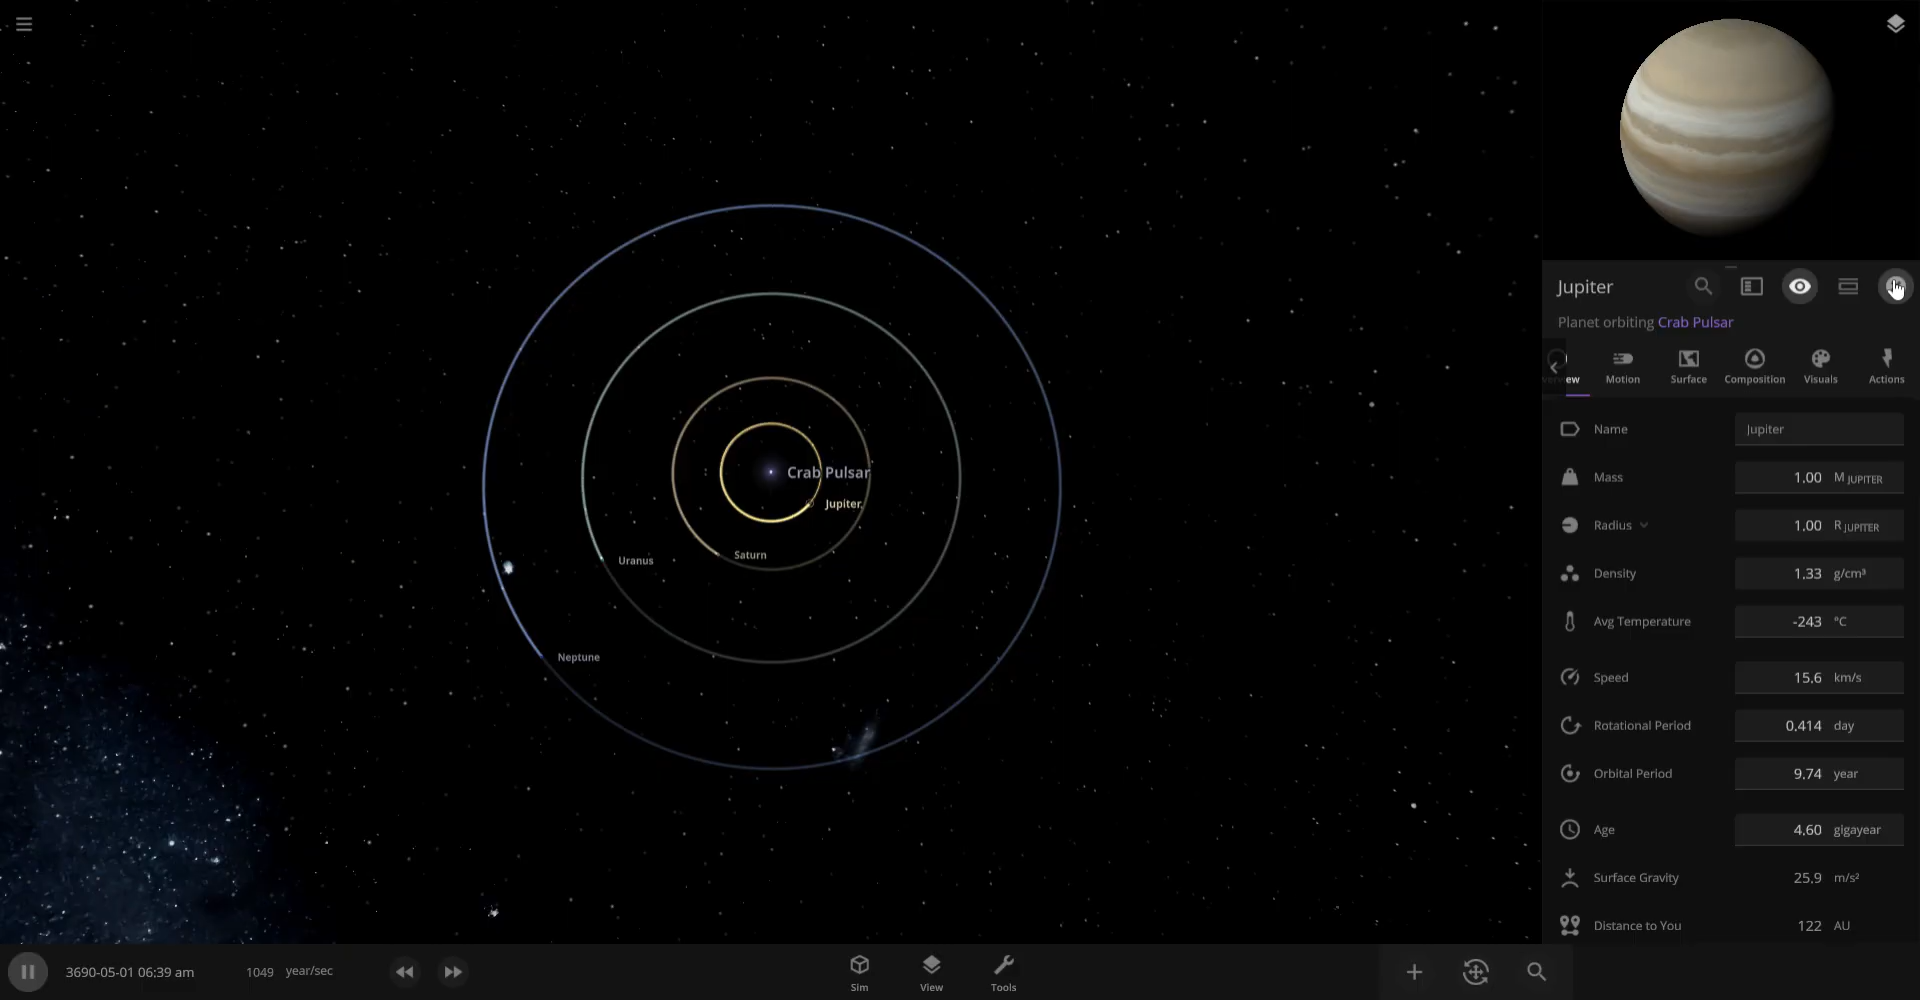 Crab Pulsar
Jupiter
Saturn
Uranus
Neptune
Jupiter
Planet orbiting Crab Pulsar
Motion
Surface
Composition
Visuals
Actions
Name Jupiter
Mass 1.00 M JUPITER
Radius 1.00 R JUPITER
Density 1.33 g/cm³
Avg Temperature -243 °C
Speed 15.6 km/s
Rotational Period 0.414 day
Orbital Period 9.74 year
Age 4.60 gigayear
Surface Gravity 25.9 m/s²
Distance to You 122 AU
3690-05-01 06:39 am 1049 year/sec
Sim
View
Tools